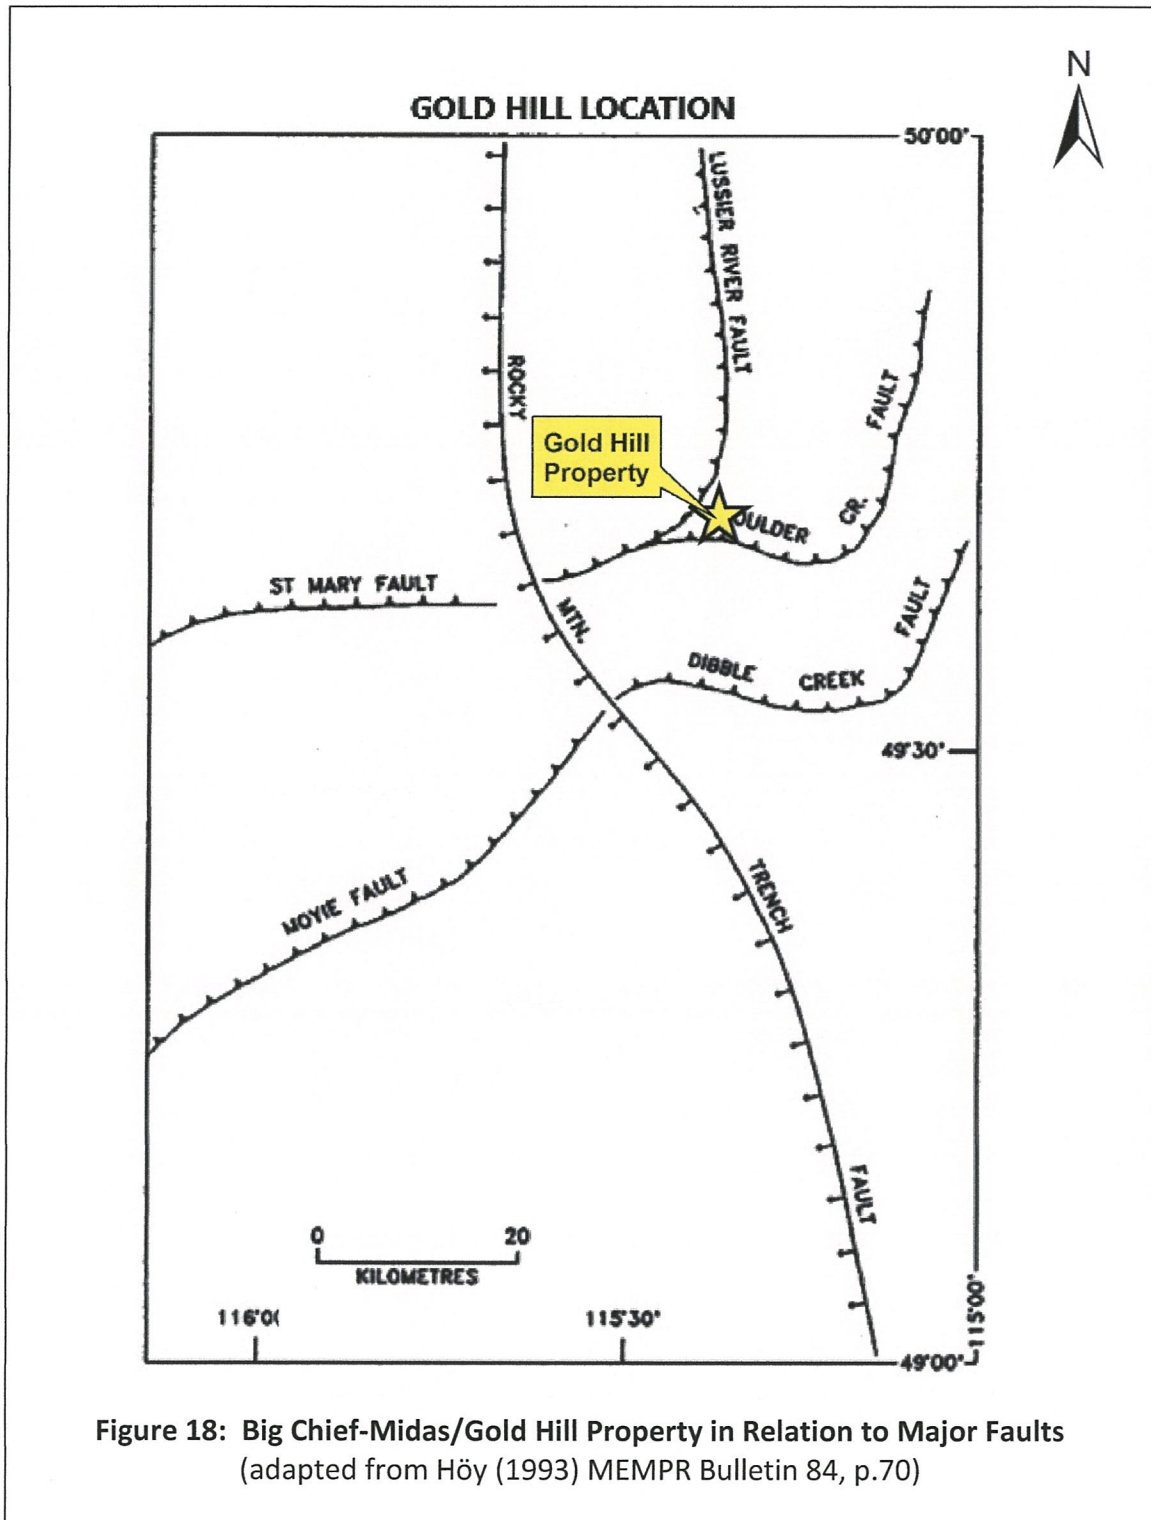 N
GOLD HILL LOCATION
50°00"
LUSSIER RIVER FAULT
ROCKY
FAULT
Gold Hill
Property
OULDER
CR.
ST MARY FAULT
MTN.
FAULT
DIBBLE
CREEK
49°30"
MOYIE FAULT
TRENCH
FAULT
0 20
KILOMETRES
116°0(
115°30"
115°00"
49°00"
Figure 18: Big Chief-Midas/Gold Hill Property in Relation to Major Faults
(adapted from Höy (1993) MEMPR Bulletin 84, p.70)